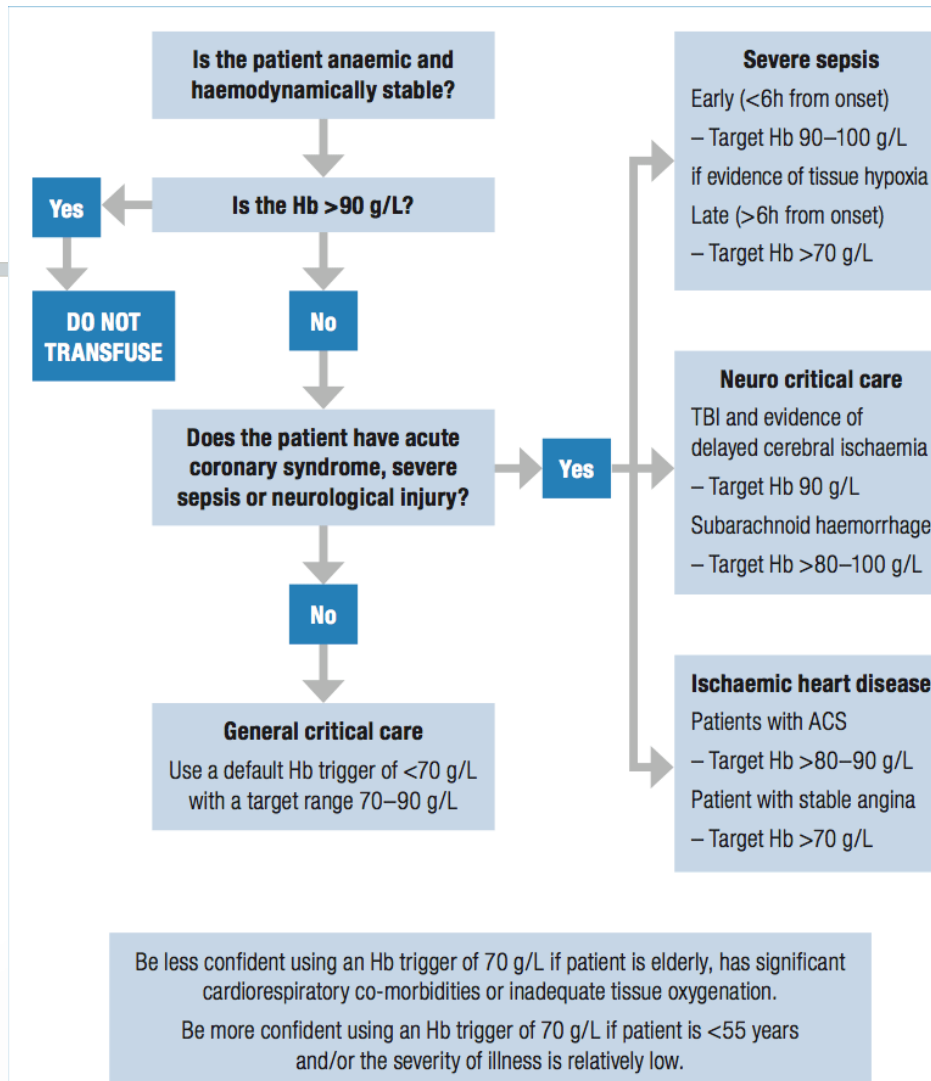 Is the patient anaemic and
haemodynamically stable?
Is the Hb >90 g/L?
Yes
DO NOT
TRANSFUSE
No
Does the patient have acute
coronary syndrome, severe
sepsis or neurological injury?
Yes
No
General critical care
Use a default Hb trigger of <70 g/L
with a target range 70–90 g/L
Severe sepsis
Early (<6h from onset)
– Target Hb 90–100 g/L
if evidence of tissue hypoxia
Late (>6h from onset)
– Target Hb >70 g/L
Neuro critical care
TBI and evidence of
delayed cerebral ischaemia
– Target Hb 90 g/L
Subarachnoid haemorrhage
– Target Hb >80–100 g/L
Ischaemic heart disease
Patients with ACS
– Target Hb >80–90 g/L
Patient with stable angina
– Target Hb >70 g/L
Be less confident using an Hb trigger of 70 g/L if patient is elderly, has significant
cardiorespiratory co-morbidities or inadequate tissue oxygenation.
Be more confident using an Hb trigger of 70 g/L if patient is <55 years
and/or the severity of illness is relatively low.